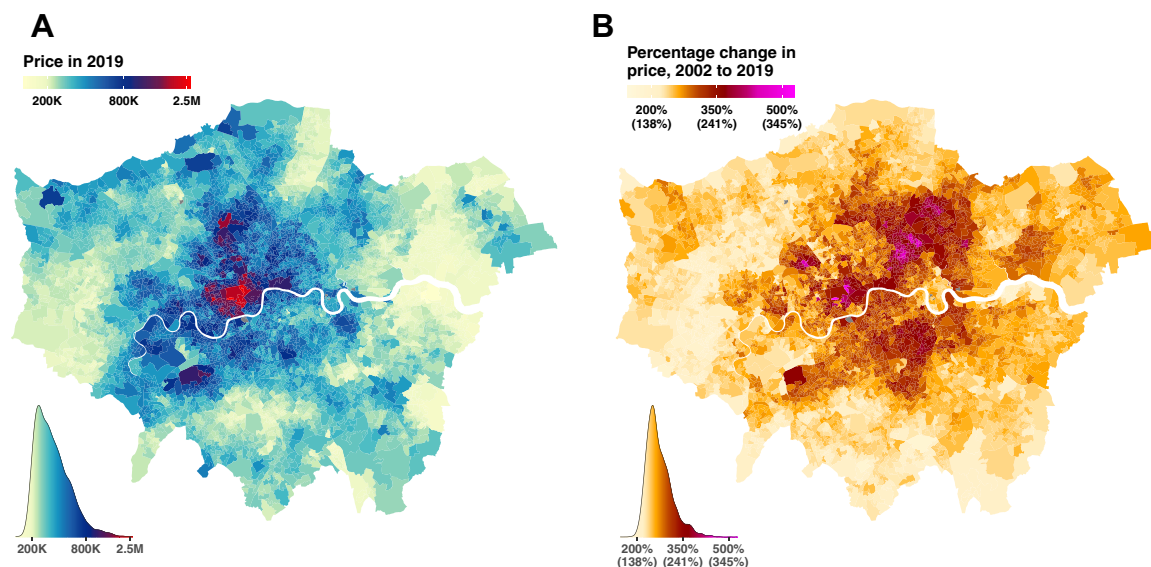 A
Price in 2019
200K 800K 2.5M
200K 800K 2.5M
B
Percentage change in
price, 2002 to 2019
200% 350% 500%
(138%) (241%) (345%)
200% 350% 500%
(138%) (241%) (345%)